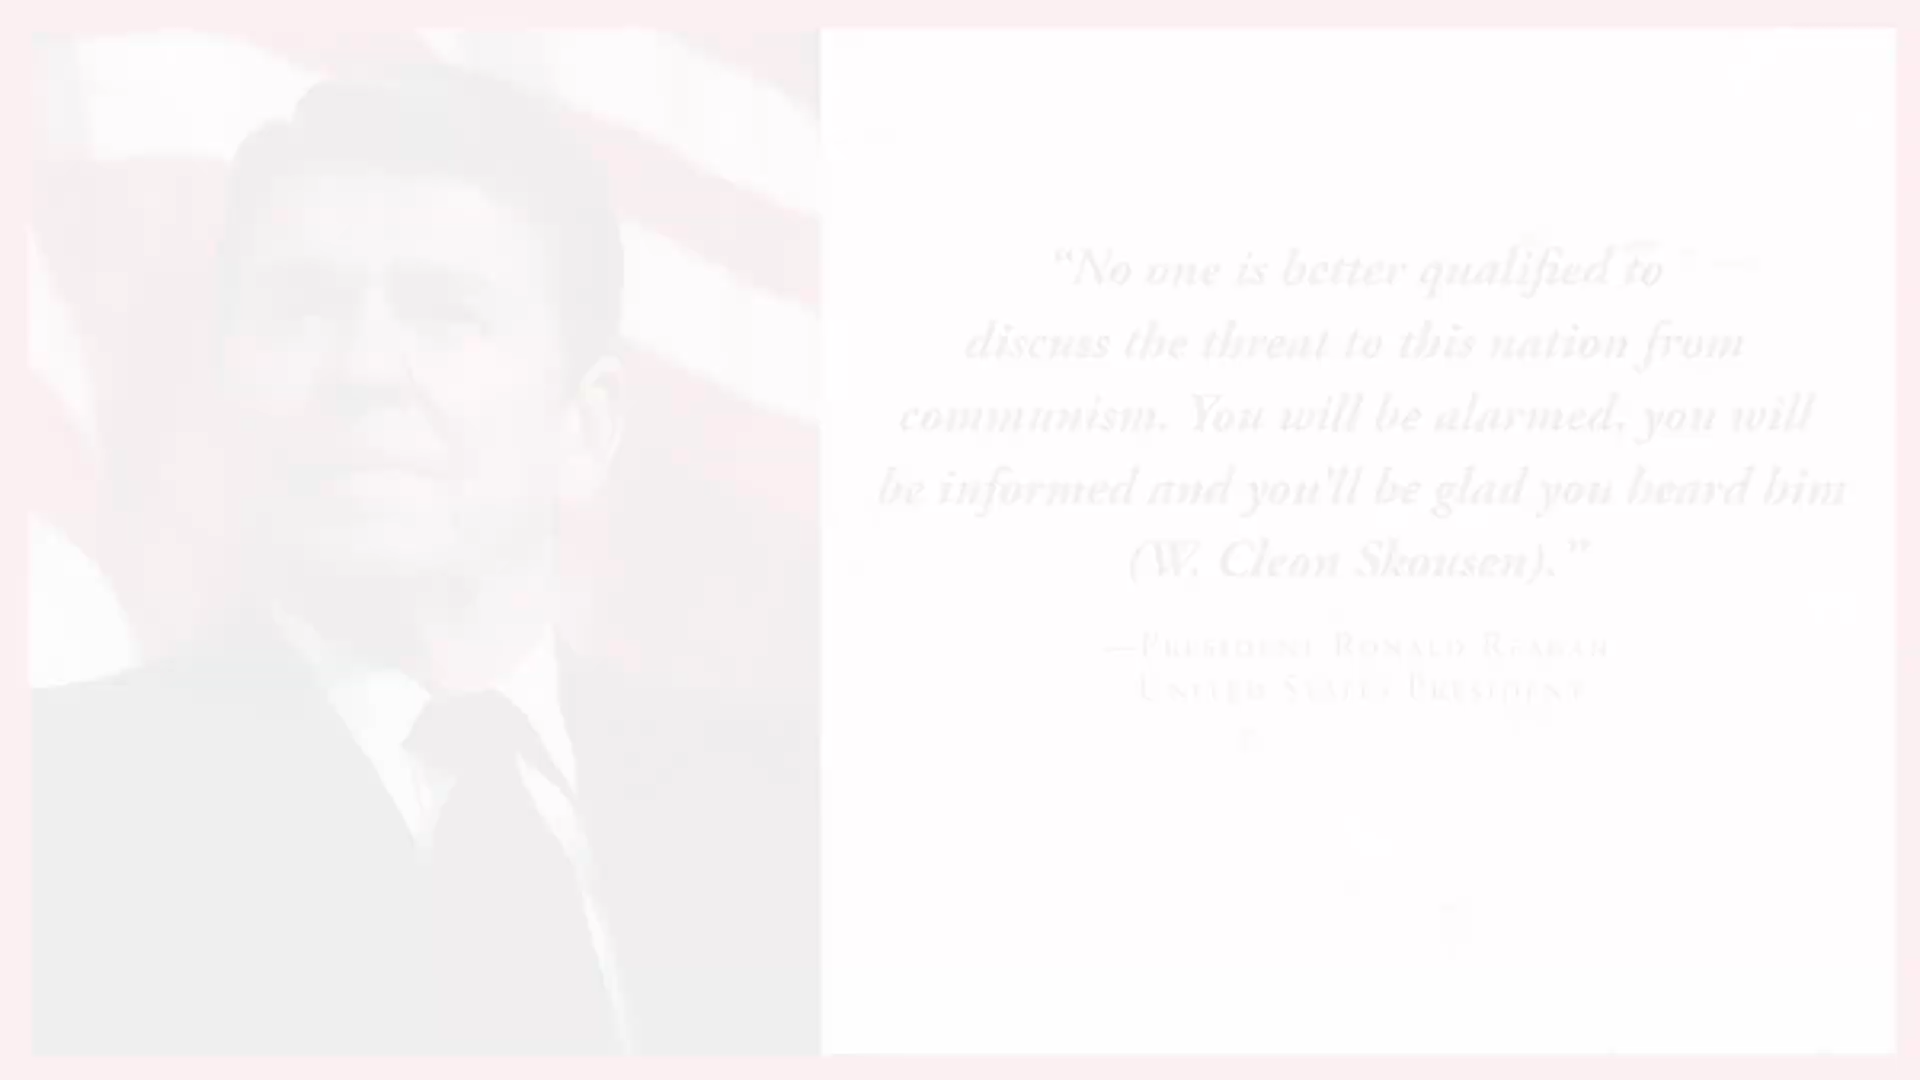 “No one is better qualified to
discuss the threat to this nation from
communism. You will be alarmed, you will
be informed and you'll be glad you heard him
(W. Cleon Skousen).”
—President Ronald Reagan
United States President